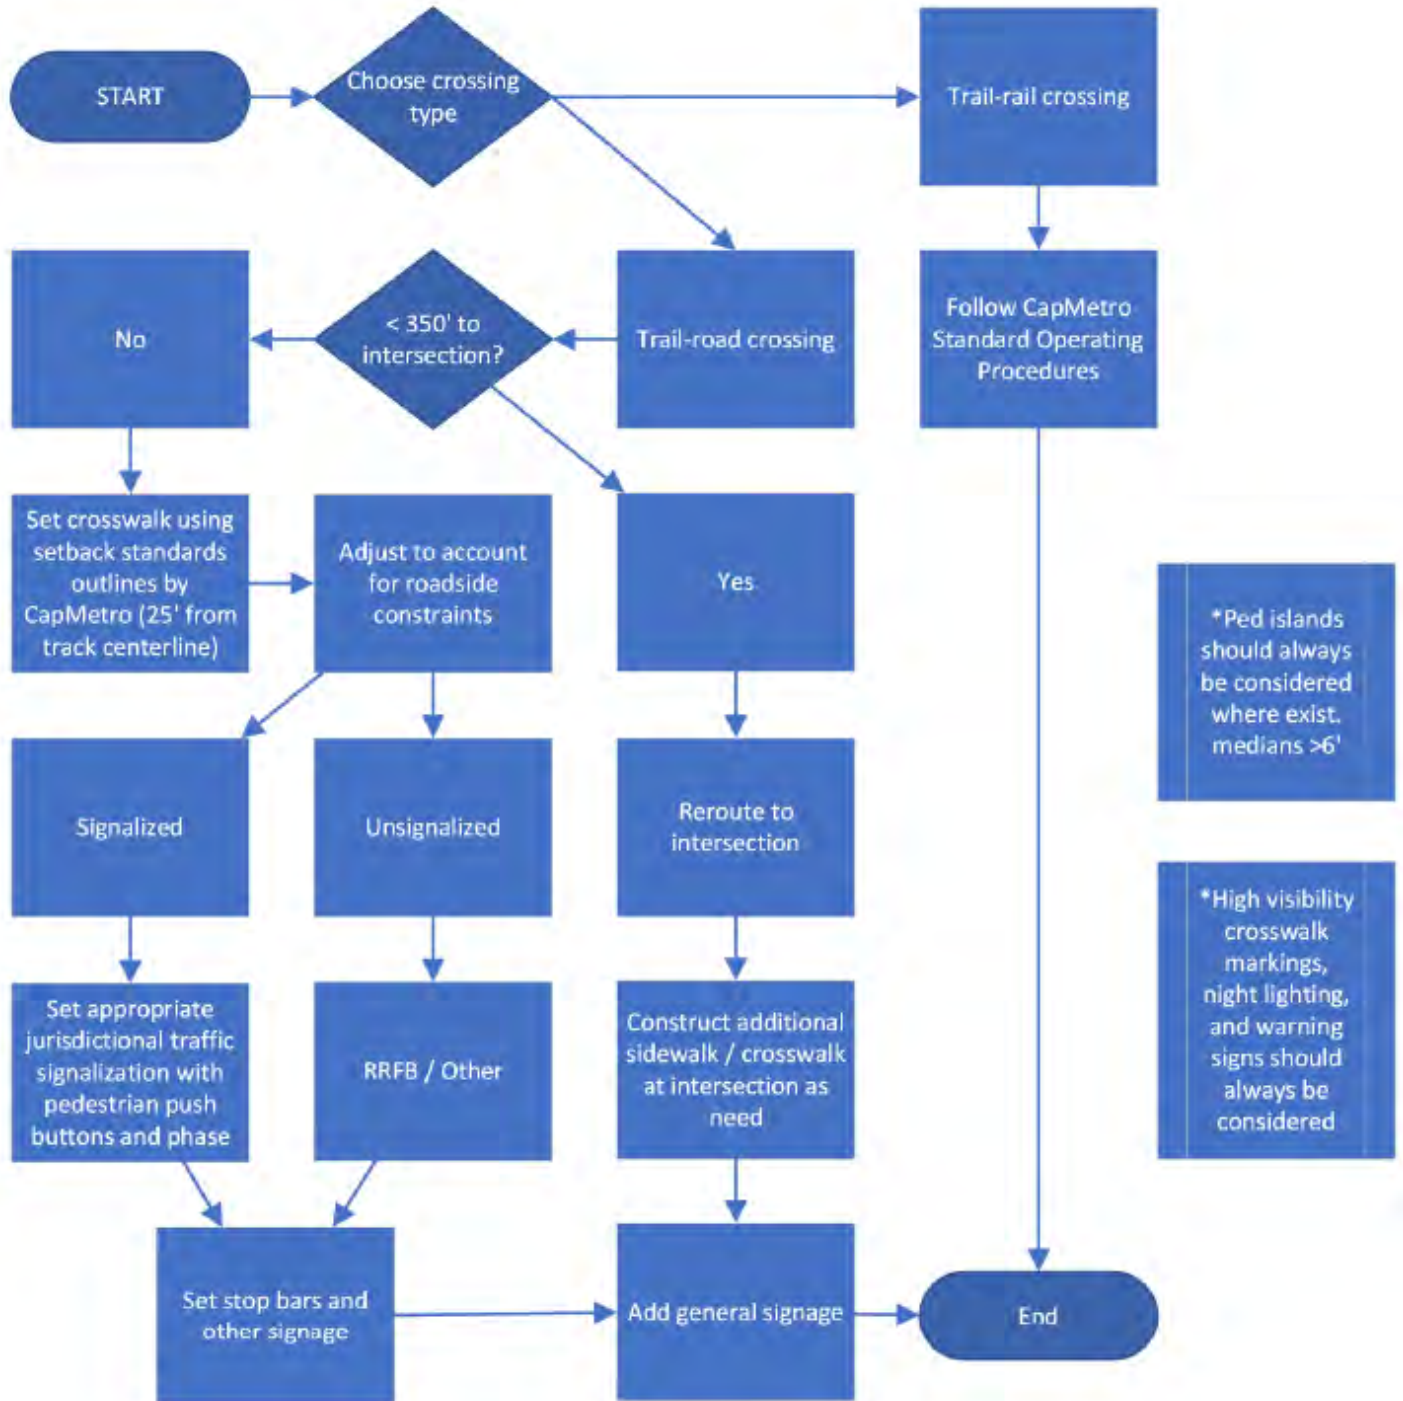 START
Choose crossing
type
Trail-rail crossing
No
< 350' to
intersection?
Trail-road crossing
Follow CapMetro
Standard Operating
Procedures
Set crosswalk using
setback standards
outlines by
CapMetro (25' from
track centerline)
Adjust to account
for roadside
constraints
Yes
*Ped islands
should always
be considered
where exist.
medians >6'
Signalized
Unsignalized
Reroute to
intersection
*High visibility
crosswalk
markings,
night lighting,
and warning
signs should
always be
considered
Set appropriate
jurisdictional traffic
signalization with
pedestrian push
buttons and phase
RRFB / Other
Construct additional
sidewalk / crosswalk
at intersection as
need
Set stop bars and
other signage
Add general signage
End